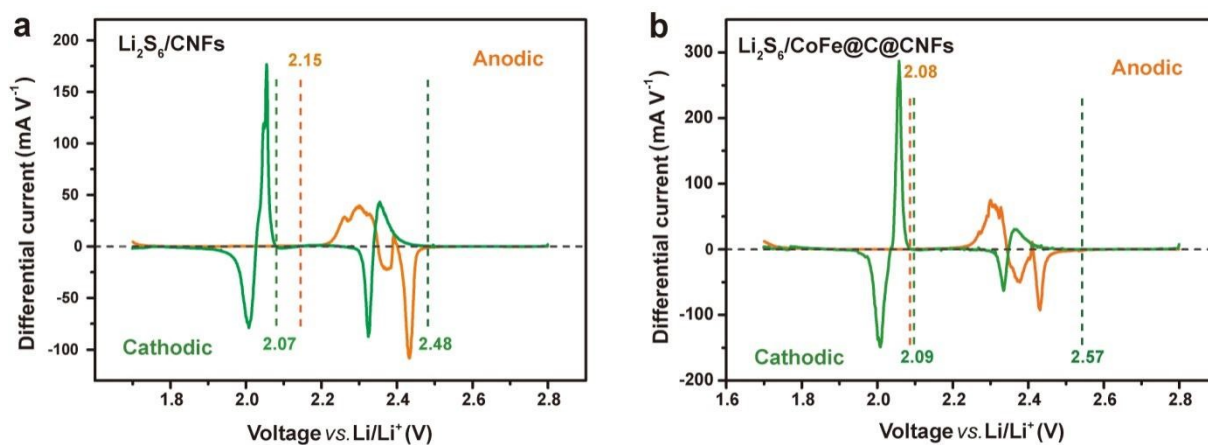 a
Li₂S₆/CNFs
2.15
Anodic
200
150
100
50
0
-50
-100
Differential current (mA V⁻¹)
Cathodic
2.07
2.48
1.6 1.8 2.0 2.2 2.4 2.6 2.8
Voltage vs. Li/Li⁺ (V)
b
Li₂S₆/CoFe@C@CNFs
2.08
Anodic
300
200
100
0
-100
-200
Differential current (mA V⁻¹)
Cathodic
2.09
2.57
1.6 1.8 2.0 2.2 2.4 2.6 2.8
Voltage vs. Li/Li⁺ (V)